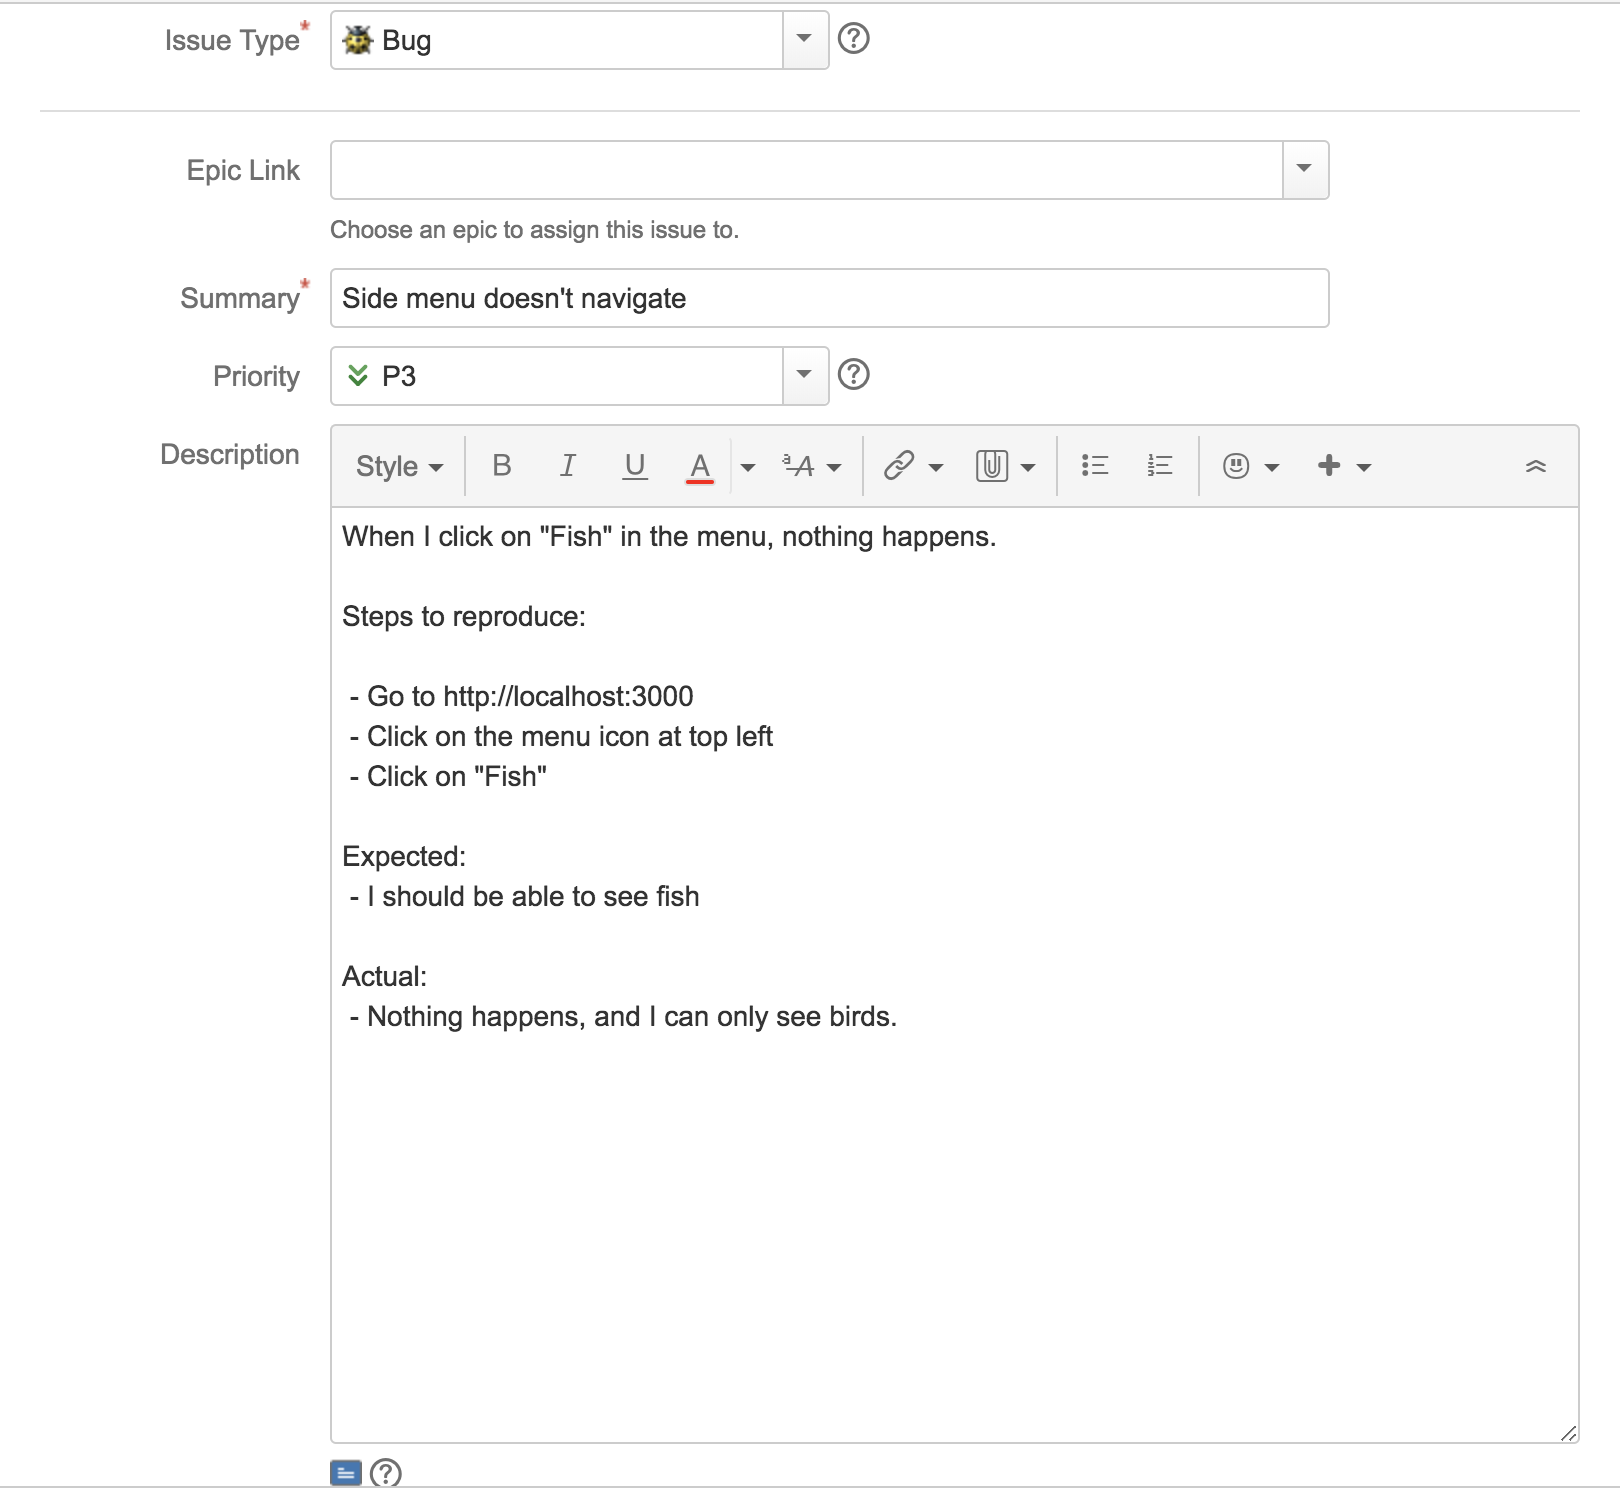 Issue Type*
Bug
Epic Link
Choose an epic to assign this issue to.
Summary*
Side menu doesn't navigate
Priority
P3
Description
Style B I U A ªA
When I click on "Fish" in the menu, nothing happens.
Steps to reproduce:
- Go to http://localhost:3000
- Click on the menu icon at top left
- Click on "Fish"
Expected:
- I should be able to see fish
Actual:
- Nothing happens, and I can only see birds.